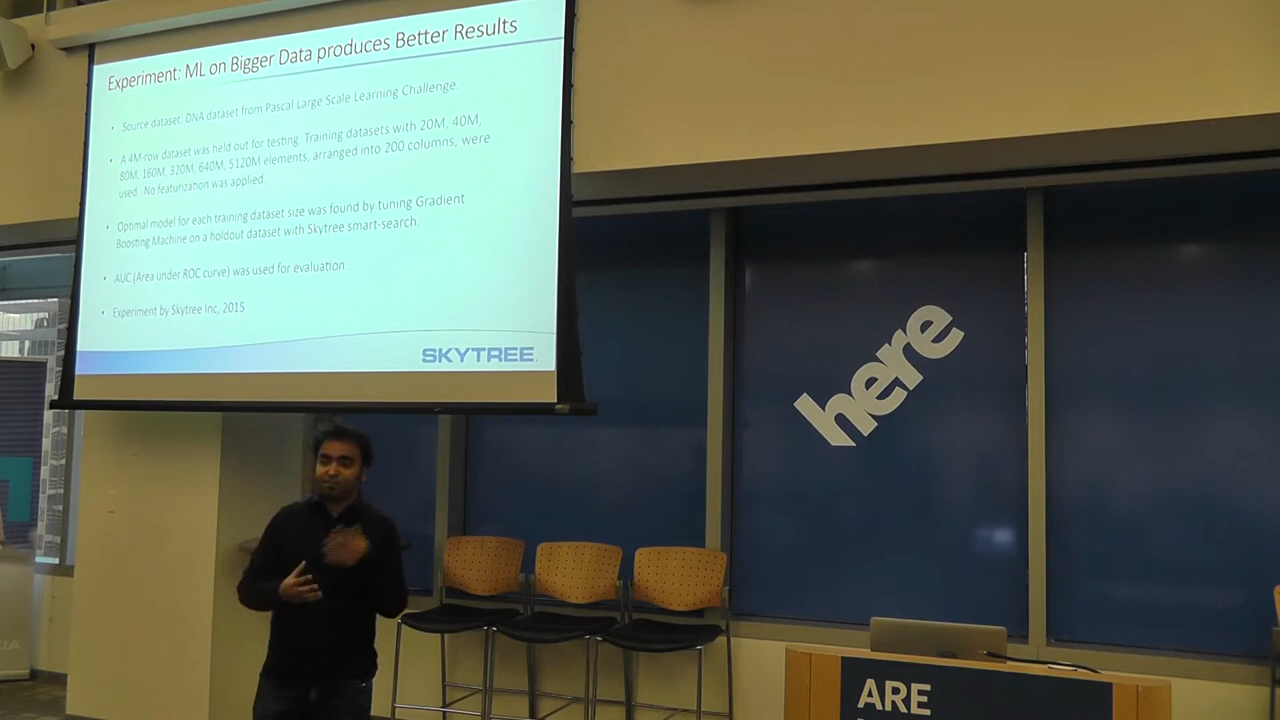 Experiment: ML on Bigger Data produces Better Results
• Source dataset: DNA dataset from Pascal Large Scale Learning Challenge.
• A 4M-row dataset was held out for testing. Training datasets with 20M, 40M,
80M, 160M, 320M, 640M, 5120M elements, arranged into 200 columns, were
used. No featurization was applied
• Optimal model for each training dataset size was found by tuning Gradient
Boosting Machine on a holdout dataset with Skytree smart-search.
• AUC (Area under ROC curve) was used for evaluation.
• Experiment by Skytree Inc, 2015
SKYTREE.
here
ARE